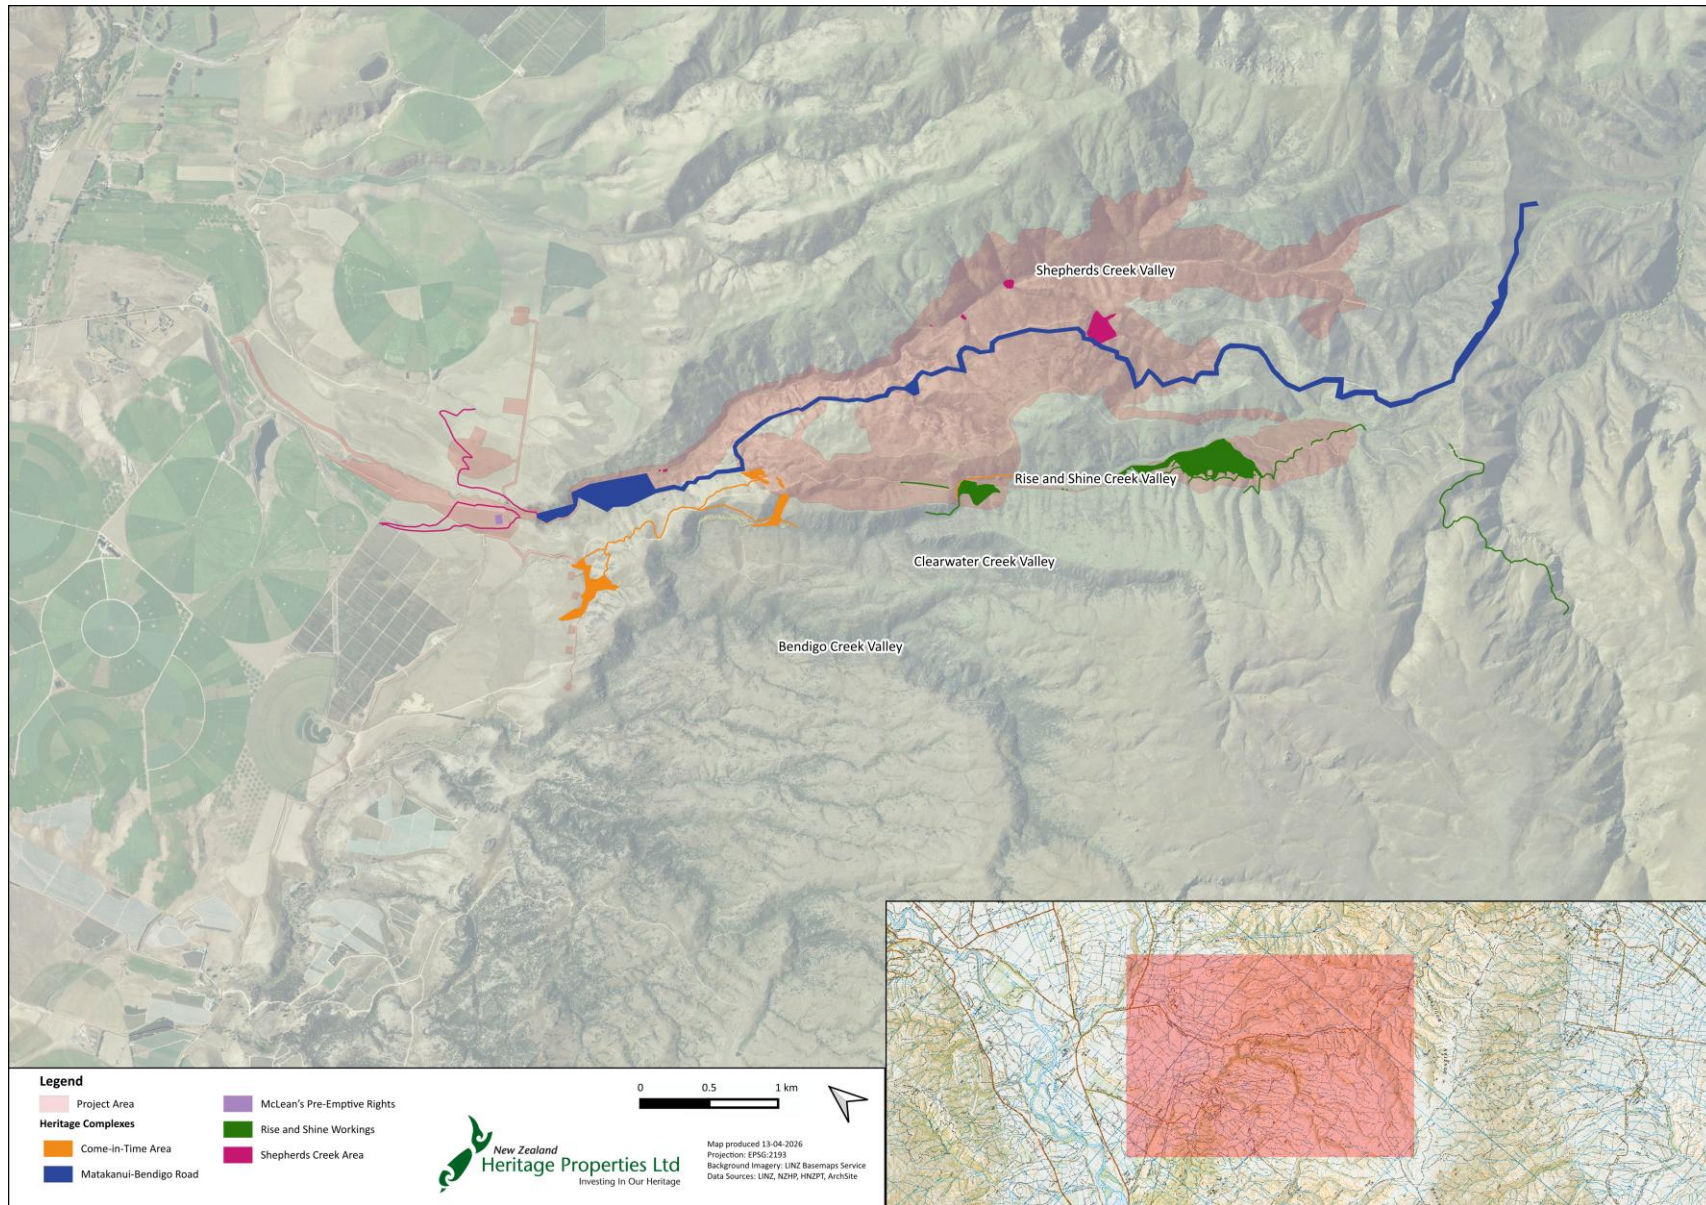 Shepherds Creek Valley
Rise and Shine Creek Valley
Clearwater Creek Valley
Bendigo Creek Valley
Legend
Project Area
Heritage Complexes
Come-in-Time Area
Matakanui-Bendigo Road
McLean's Pre-Emptive Rights
Rise and Shine Workings
Shepherds Creek Area
0 0.5 1 km
New Zealand
Heritage Properties Ltd
Investing In Our Heritage
Map produced 13-04-2026
Projection: EPSG:2193
Background Imagery: LINZ Basemaps Service
Data Sources: LINZ, NZHP, HNZPT, ArchSite